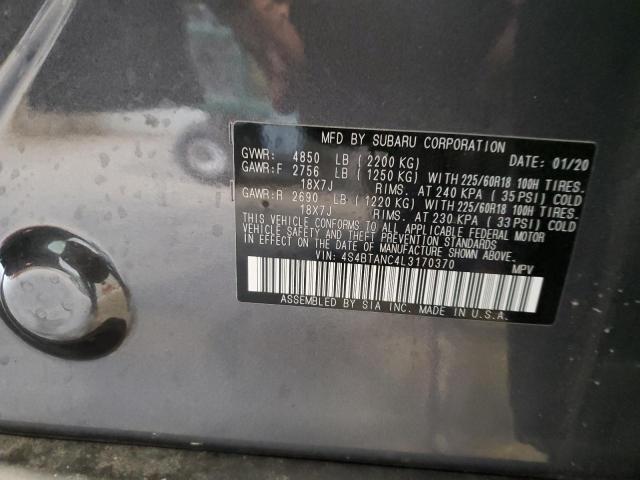 MFD BY SUBARU CORPORATION
GVWR: 4850 LB (2200 KG) DATE: 01/20
GAWR:F 2756 LB (1250 KG) WITH 225/60R18 100H TIRES.
18X7J RIMS. AT 240 KPA (35 PSI) COLD
GAWR:R 2690 LB (1220 KG) WITH 225/60R18 100H TIRES.
18X7J RIMS. AT 230 KPA (33 PSI) COLD
THIS VEHICLE CONFORMS TO ALL APPLICABLE FEDERAL MOTOR
VEHICLE SAFETY AND THEFT PREVENTION STANDARDS
IN EFFECT ON THE DATE OF MANUFACTURE SHOWN ABOVE.
VIN: 4S4BTANC4L3170370 MPV
ASSEMBLED BY SIA INC. MADE IN U.S.A.